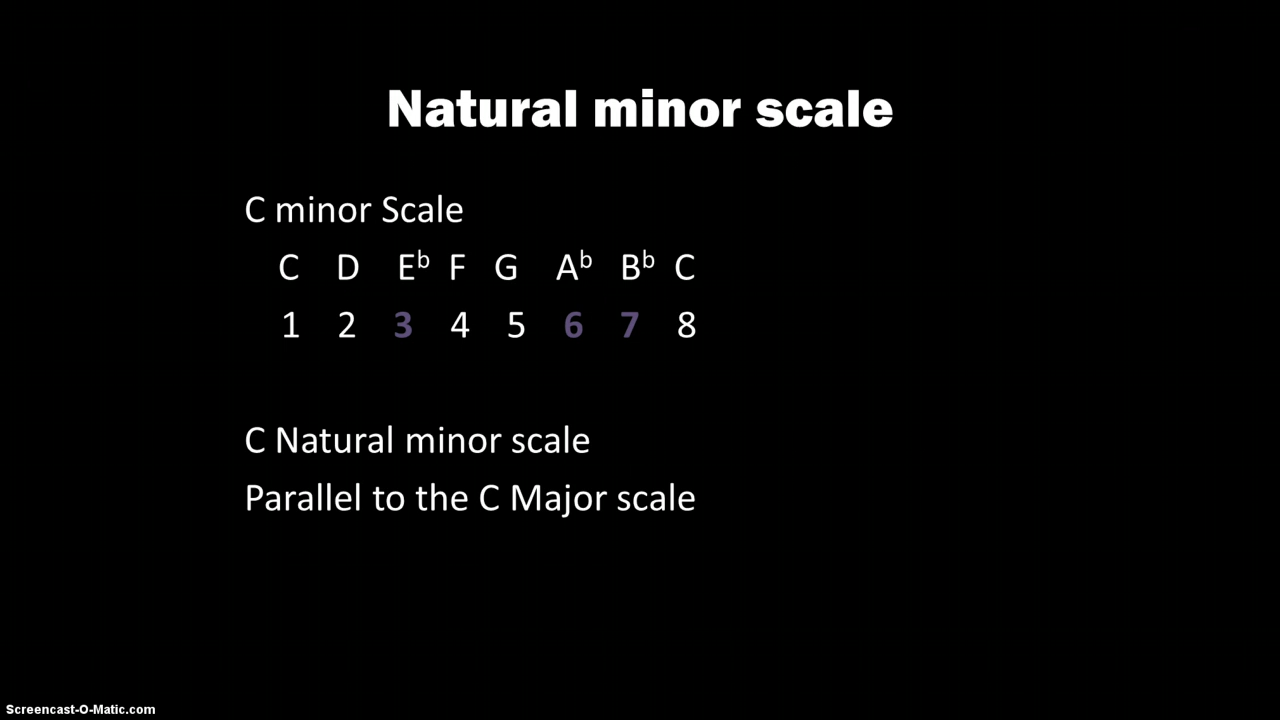 Natural minor scale
C minor Scale
C D Eᵇ F G Aᵇ Bᵇ C
1 2 3 4 5 6 7 8
C Natural minor scale
Parallel to the C Major scale
Screencast-O-Matic.com